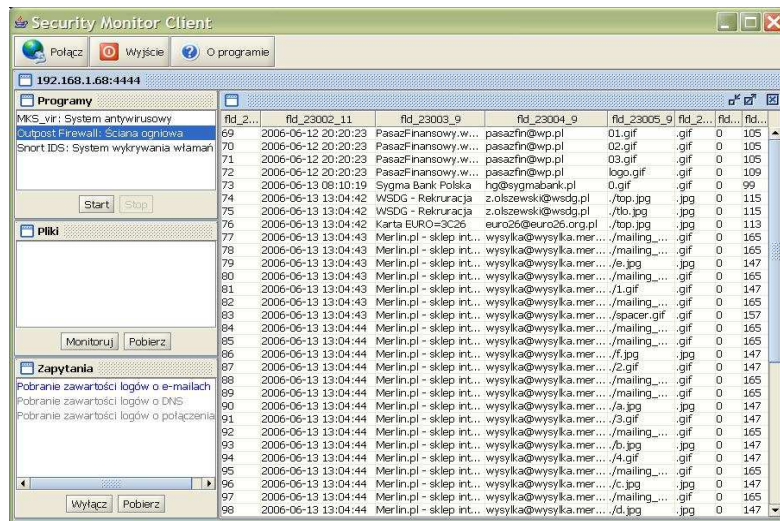 Security Monitor Client
Połącz Wyjście O programie
192.168.1.68:4444
Programy
MKS_vir: System antywirusowy
Outpost Firewall: Ściana ogniowa
Snort IDS: System wykrywania włamań
Start Stop
Pliki
Monitoruj Pobierz
Zapytania
Pobranie zawartości logów o e-mailach
Pobranie zawartości logów o DNS
Pobranie zawartości logów o połączenia
Wyłącz Pobierz
fld_2... fld_23002_11 fld_23003_9 fld_23004_9 fld_23005_9 fld_2... fld... fld...
69 2006-06-12 20:20:23 PasazFinansowy.w... pasazfin@wp.pl 01.gif .gif 0 105
70 2006-06-12 20:20:23 PasazFinansowy.w... pasazfin@wp.pl 02.gif .gif 0 105
71 2006-06-12 20:20:23 PasazFinansowy.w... pasazfin@wp.pl 03.gif .gif 0 105
72 2006-06-12 20:20:23 PasazFinansowy.w... pasazfin@wp.pl logo.gif .gif 0 109
73 2006-06-13 08:10:19 Sygma Bank Polska hg@sygmabank.pl 0.gif .gif 0 99
74 2006-06-13 13:04:42 WSDG - Rekruracja z.olszewski@wsdg.pl ./top.jpg .jpg 0 115
75 2006-06-13 13:04:42 WSDG - Rekruracja z.olszewski@wsdg.pl ./tlo.jpg .jpg 0 115
76 2006-06-13 13:04:42 Karta EURO=3C26 euro26@euro26.org.pl ./top.jpg .jpg 0 113
77 2006-06-13 13:04:43 Merlin.pl - sklep int... wysylka@wysylka.mer... ./mailing_... .gif 0 165
78 2006-06-13 13:04:43 Merlin.pl - sklep int... wysylka@wysylka.mer... ./mailing_... .gif 0 165
79 2006-06-13 13:04:43 Merlin.pl - sklep int... wysylka@wysylka.mer... ./e.jpg .jpg 0 147
80 2006-06-13 13:04:43 Merlin.pl - sklep int... wysylka@wysylka.mer... ./mailing_... .gif 0 165
81 2006-06-13 13:04:43 Merlin.pl - sklep int... wysylka@wysylka.mer... ./1.gif .gif 0 147
82 2006-06-13 13:04:43 Merlin.pl - sklep int... wysylka@wysylka.mer... ./mailing_... .gif 0 165
83 2006-06-13 13:04:43 Merlin.pl - sklep int... wysylka@wysylka.mer... ./spacer.gif .gif 0 157
84 2006-06-13 13:04:44 Merlin.pl - sklep int... wysylka@wysylka.mer... ./mailing_... .gif 0 165
85 2006-06-13 13:04:44 Merlin.pl - sklep int... wysylka@wysylka.mer... ./mailing_... .gif 0 165
86 2006-06-13 13:04:44 Merlin.pl - sklep int... wysylka@wysylka.mer... ./f.jpg .jpg 0 147
87 2006-06-13 13:04:44 Merlin.pl - sklep int... wysylka@wysylka.mer... ./2.gif .gif 0 147
88 2006-06-13 13:04:44 Merlin.pl - sklep int... wysylka@wysylka.mer... ./mailing_... .gif 0 165
89 2006-06-13 13:04:44 Merlin.pl - sklep int... wysylka@wysylka.mer... ./mailing_... .gif 0 165
90 2006-06-13 13:04:44 Merlin.pl - sklep int... wysylka@wysylka.mer... ./a.jpg .jpg 0 147
91 2006-06-13 13:04:44 Merlin.pl - sklep int... wysylka@wysylka.mer... ./3.gif .gif 0 147
92 2006-06-13 13:04:44 Merlin.pl - sklep int... wysylka@wysylka.mer... ./mailing_... .gif 0 165
93 2006-06-13 13:04:44 Merlin.pl - sklep int... wysylka@wysylka.mer... ./b.jpg .jpg 0 147
94 2006-06-13 13:04:44 Merlin.pl - sklep int... wysylka@wysylka.mer... ./4.gif .gif 0 147
95 2006-06-13 13:04:44 Merlin.pl - sklep int... wysylka@wysylka.mer... ./mailing_... .gif 0 165
96 2006-06-13 13:04:44 Merlin.pl - sklep int... wysylka@wysylka.mer... ./c.jpg .jpg 0 147
97 2006-06-13 13:04:44 Merlin.pl - sklep int... wysylka@wysylka.mer... ./mailing_... .gif 0 165
98 2006-06-13 13:04:44 Merlin.pl - sklep int... wysylka@wysylka.mer... ./d.jpg .jpg 0 147